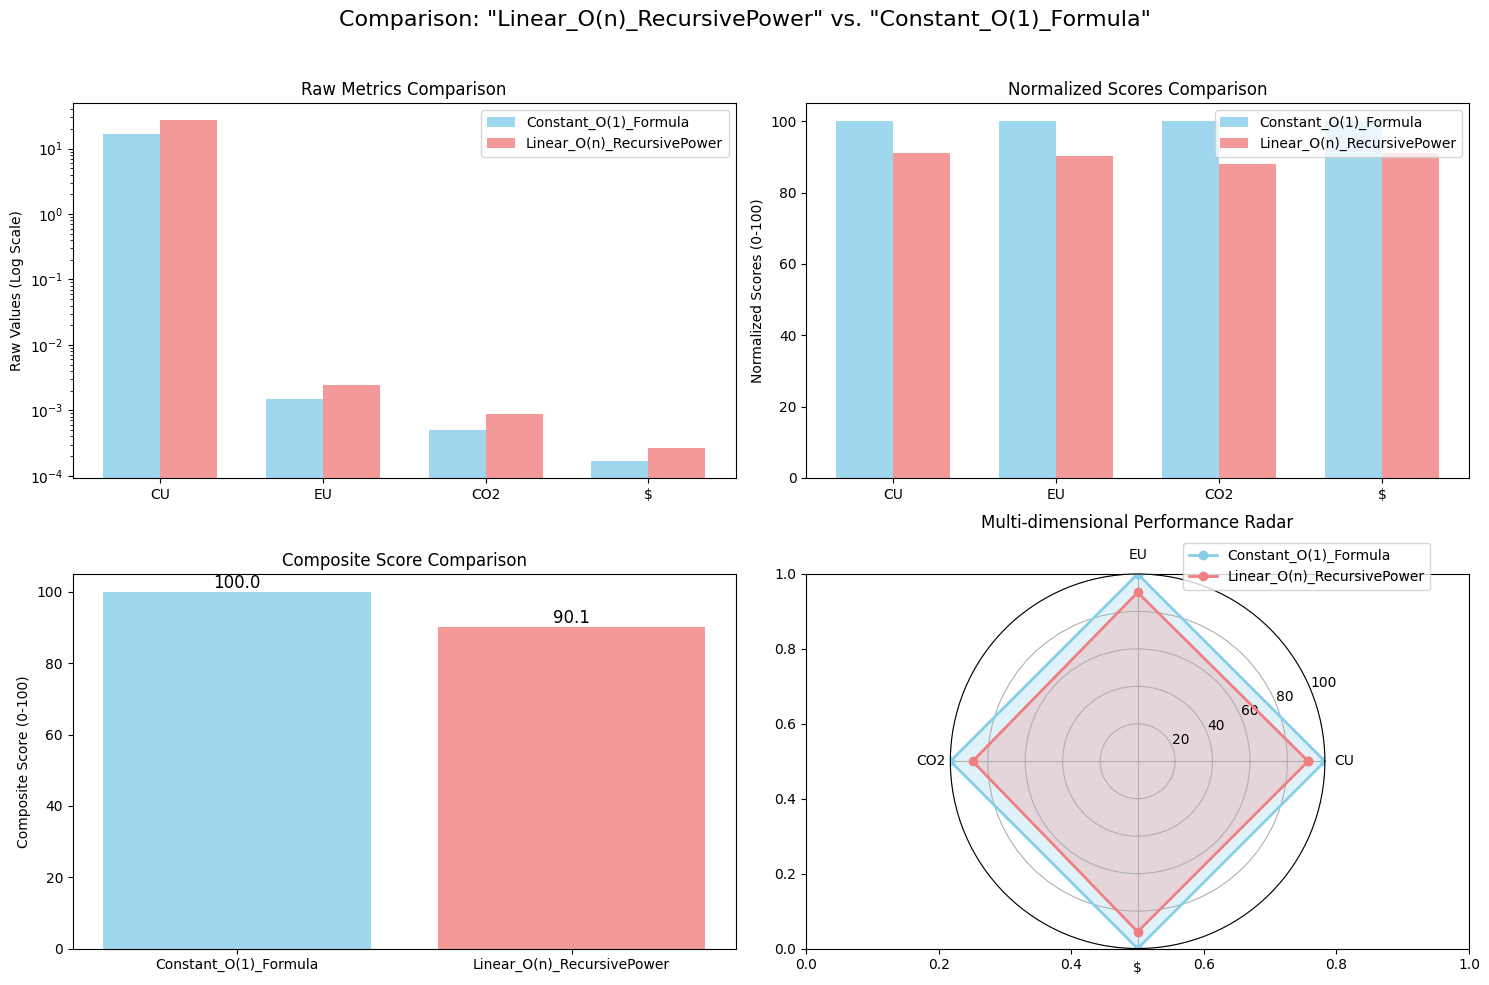 Comparison: "Linear_O(n)_RecursivePower" vs. "Constant_O(1)_Formula"
Raw Metrics Comparison
Raw Values (Log Scale)
10¹
10⁰
10⁻¹
10⁻²
10⁻³
10⁻⁴
Constant_O(1)_Formula
Linear_O(n)_RecursivePower
CU EU CO2 $
Normalized Scores Comparison
Normalized Scores (0-100)
100
80
60
40
20
0
Constant_O(1)_Formula
Linear_O(n)_RecursivePower
CU EU CO2 $
Composite Score Comparison
Composite Score (0-100)
100
80
60
40
20
0
100.0
90.1
Constant_O(1)_Formula Linear_O(n)_RecursivePower
Multi-dimensional Performance Radar
EU
Constant_O(1)_Formula
Linear_O(n)_RecursivePower
1.0
0.8
0.6
0.4
0.2
0.0
100
80
60
40
20
CO2
CU
$
0.0 0.2 0.4 0.6 0.8 1.0